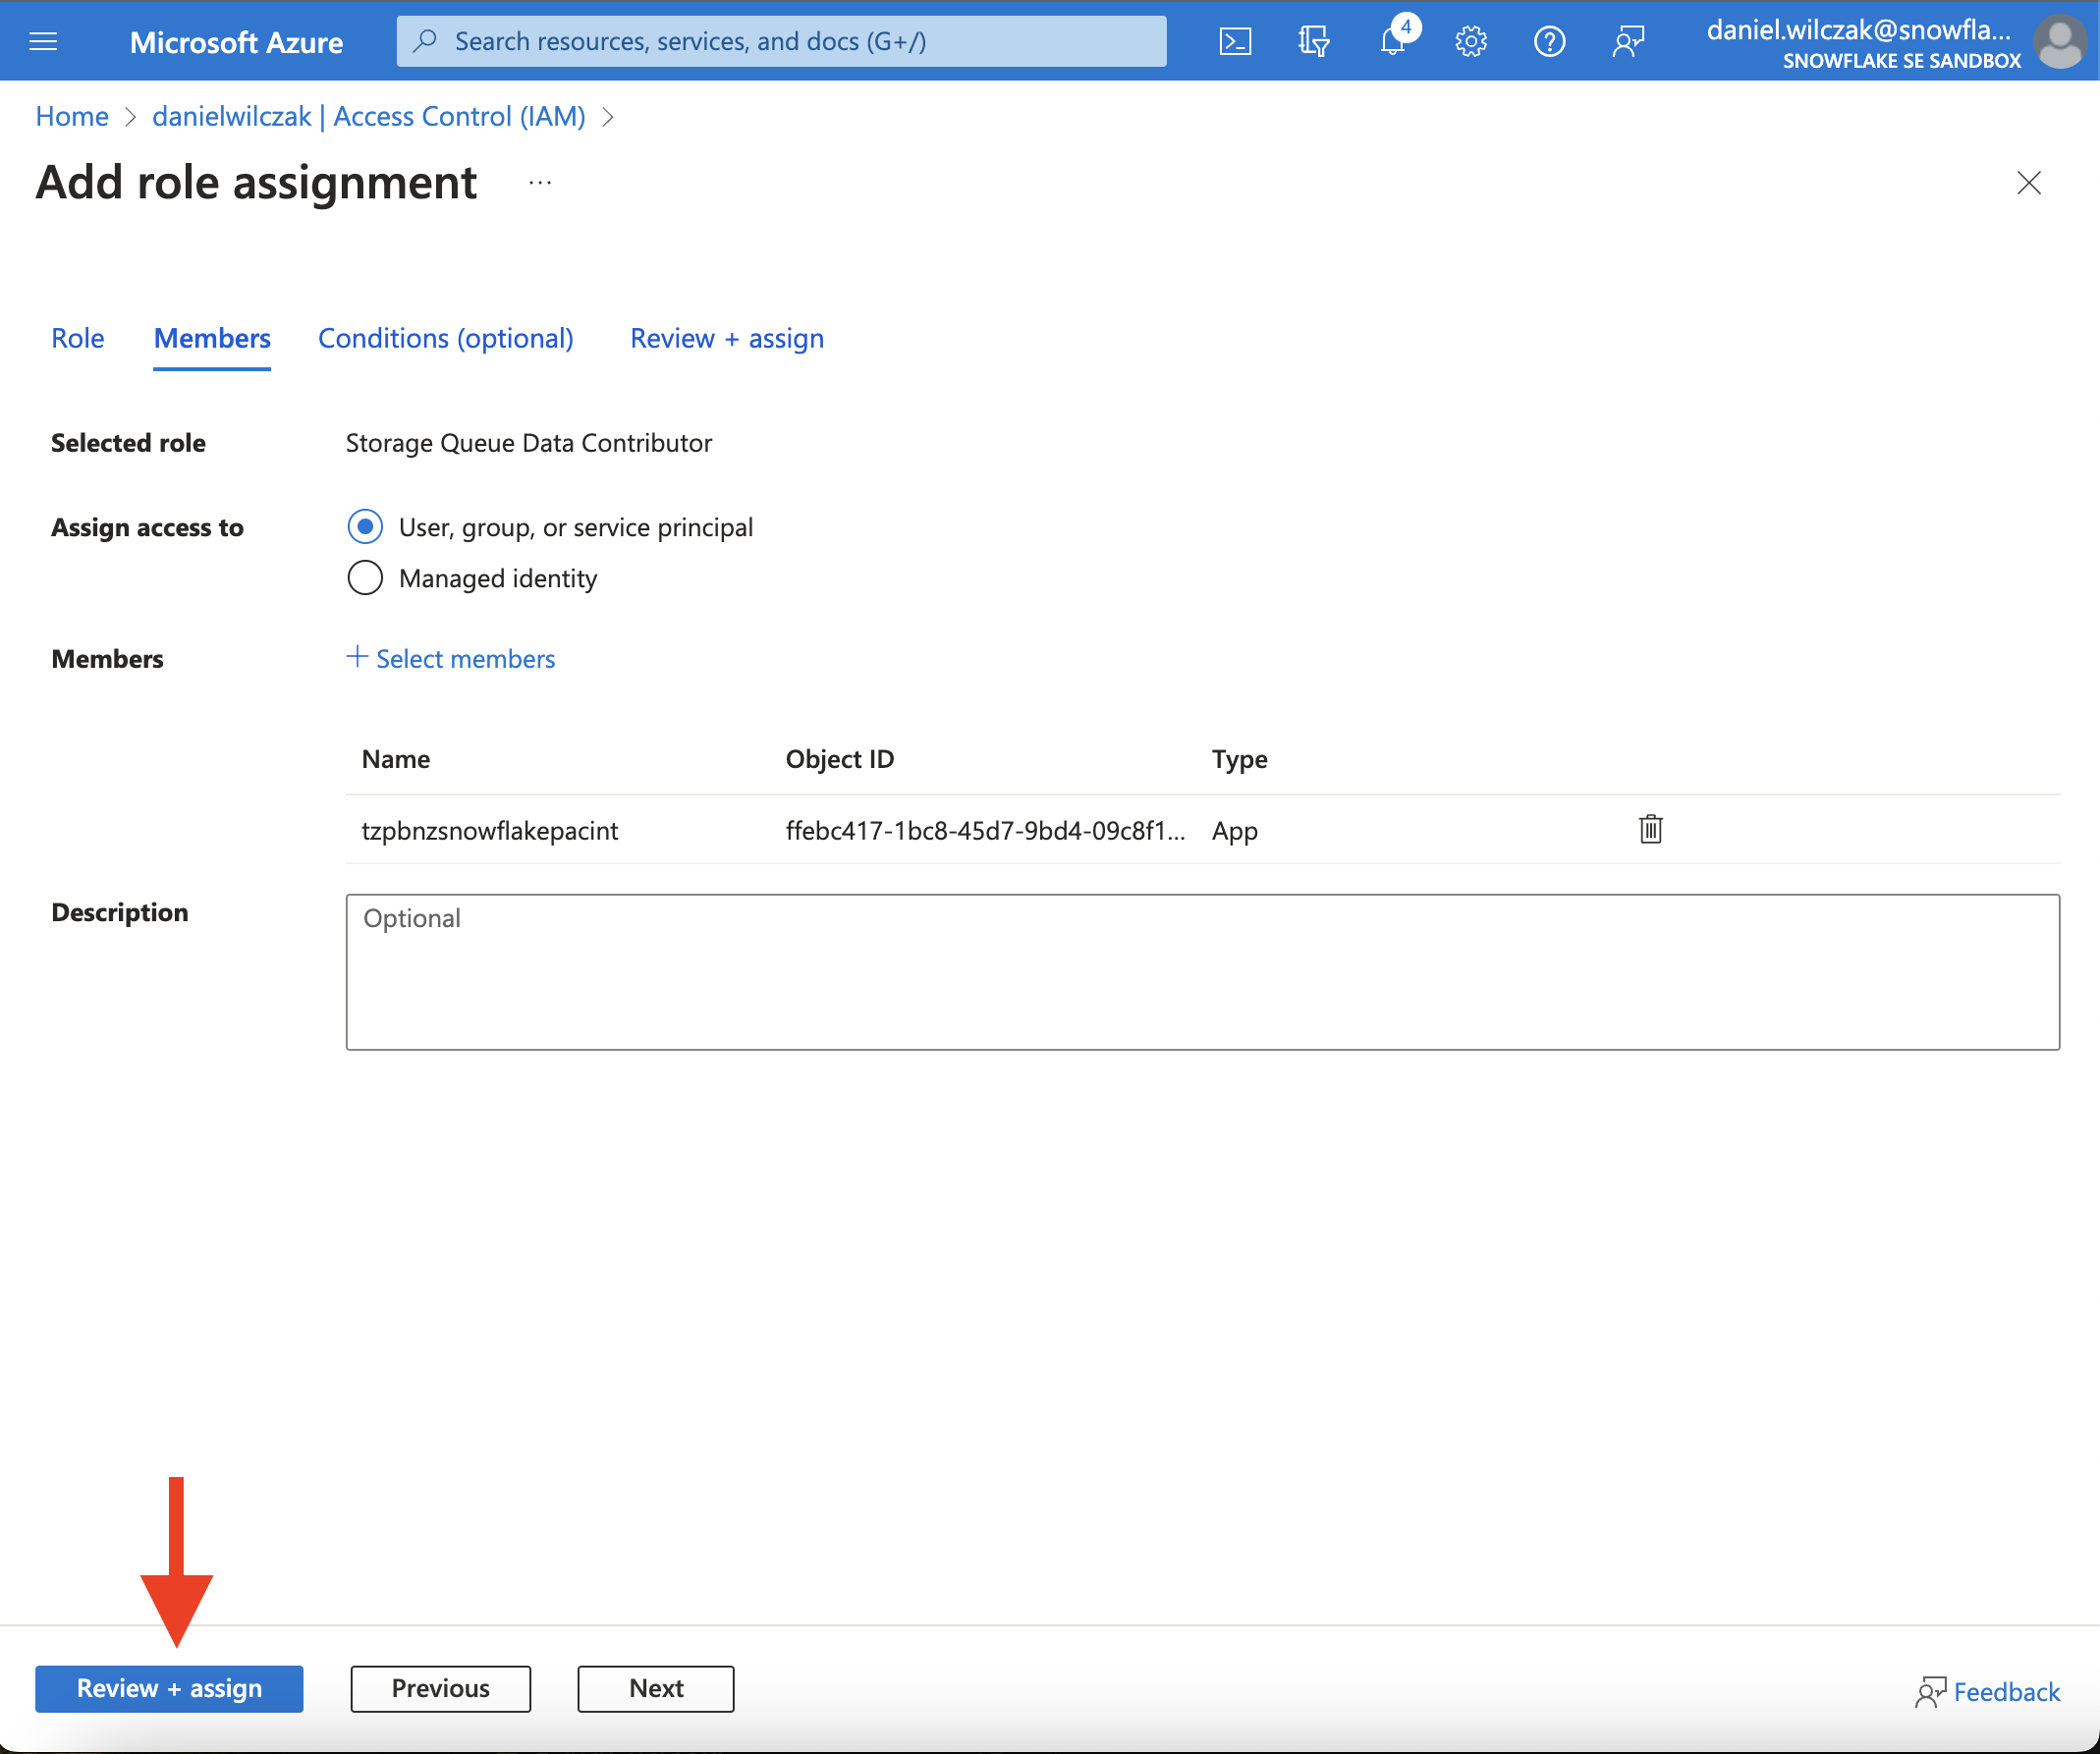 Microsoft Azure
Search resources, services, and docs (G+/)
4
daniel.wilczak@snowfla...
SNOWFLAKE SE SANDBOX
Home > danielwilczak | Access Control (IAM) >
Add role assignment ...
Role Members Conditions (optional) Review + assign
Selected role Storage Queue Data Contributor
Assign access to User, group, or service principal
Managed identity
Members + Select members
Name Object ID Type
tzpbnzsnowflakepacint ffebc417-1bc8-45d7-9bd4-09c8f1... App
Description Optional
Review + assign Previous Next Feedback